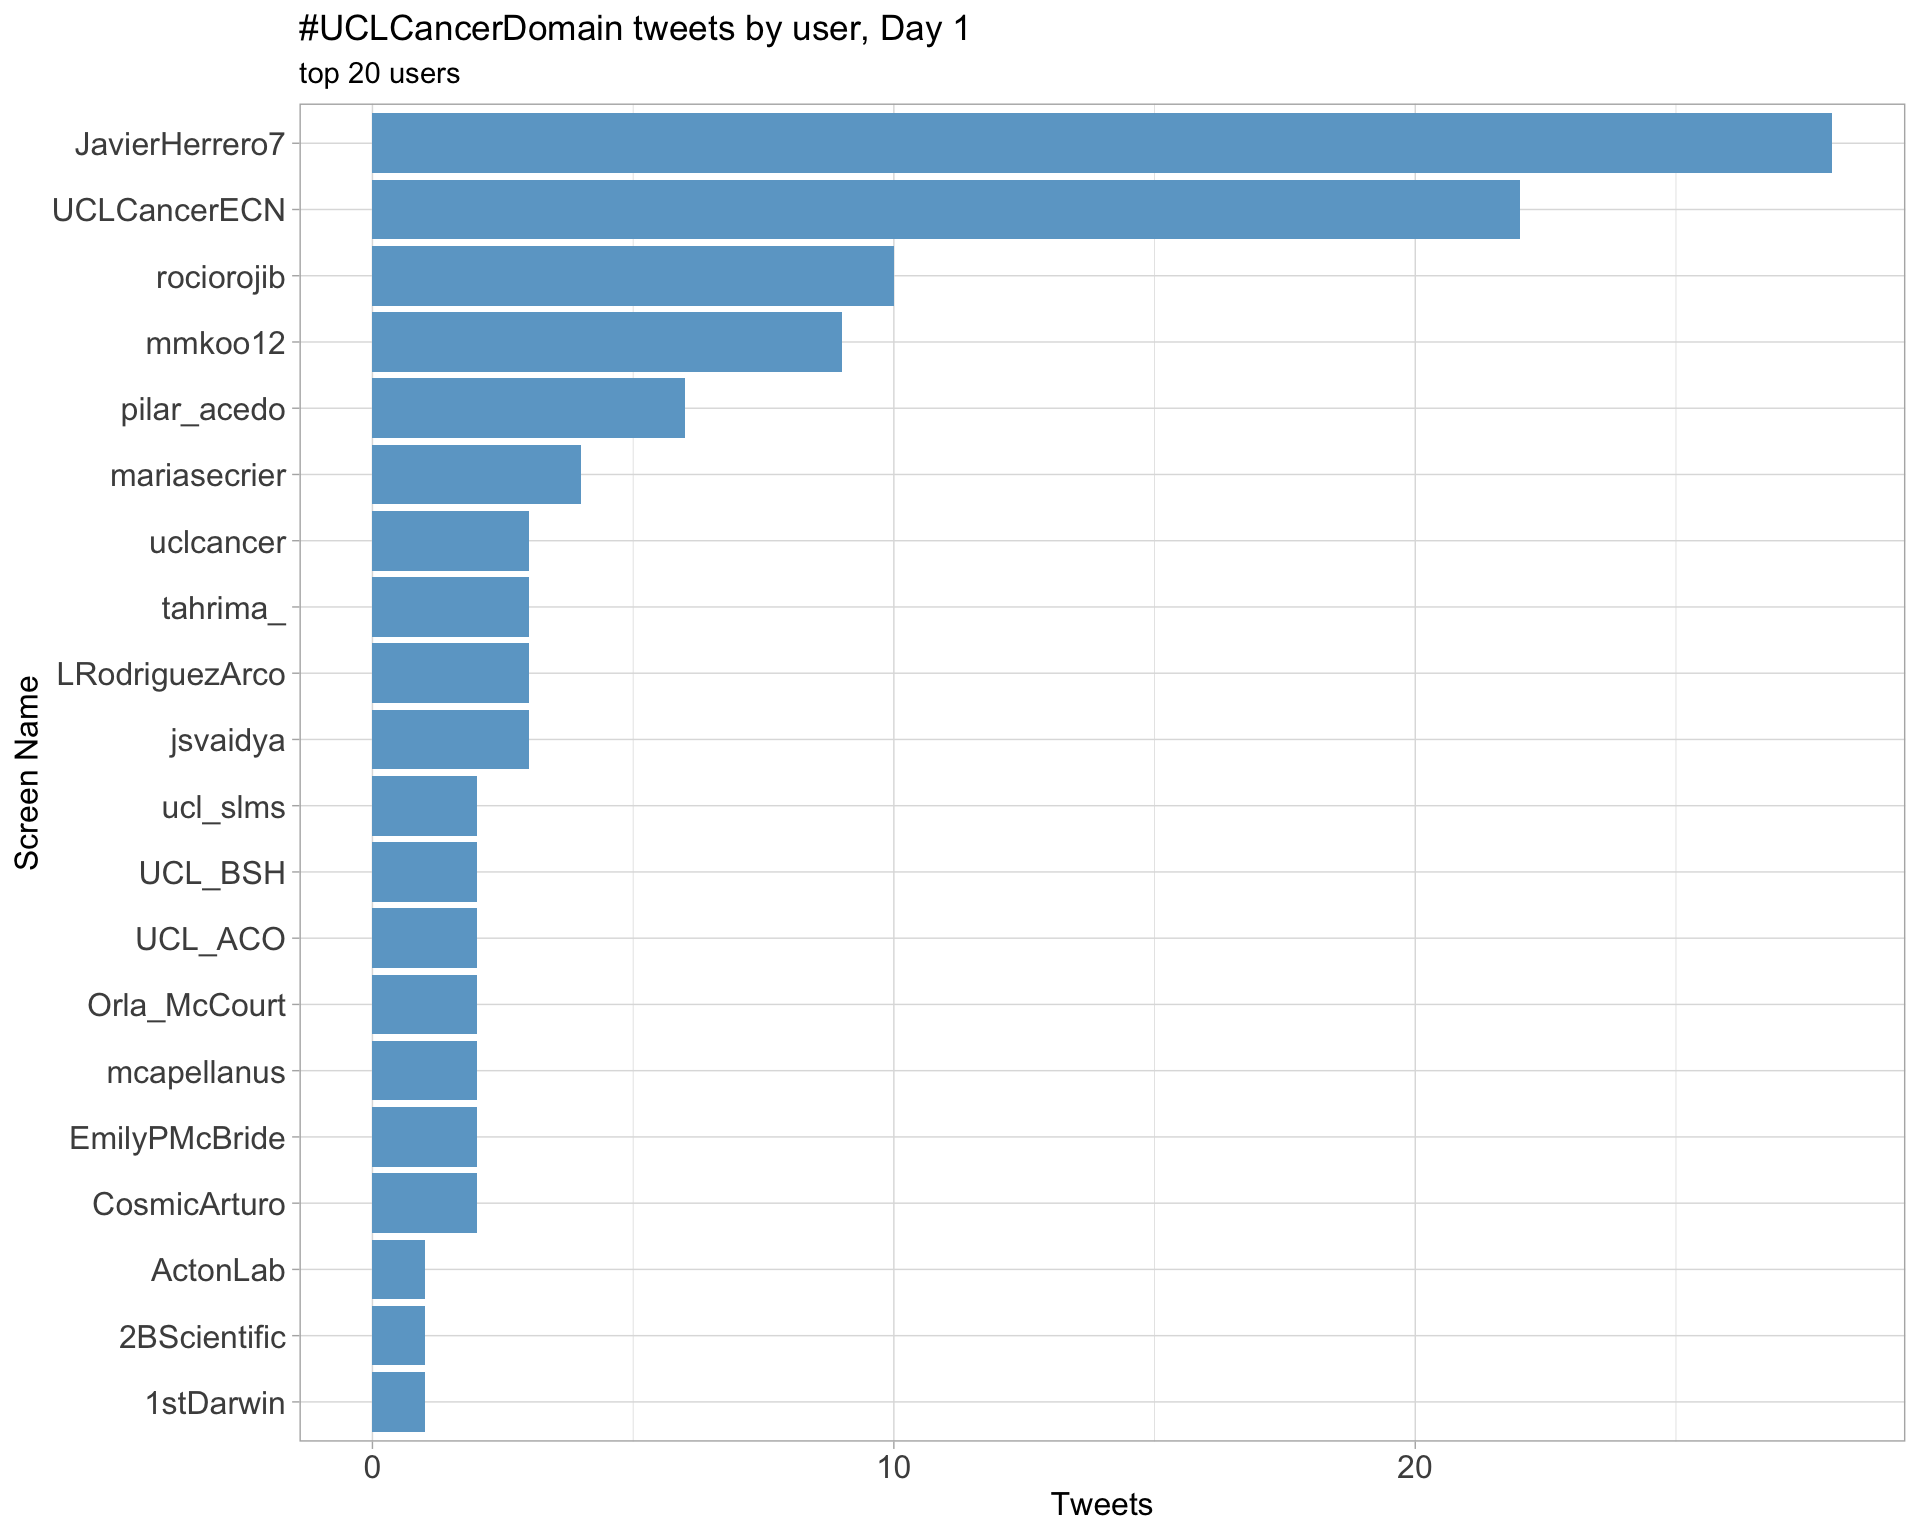 #UCLCancerDomain tweets by user, Day 1
top 20 users
Screen Name
JavierHerrero7
UCLCancerECN
rociorojib
mmkoo12
pilar_acedo
mariasecrier
uclcancer
tahrima_
LRodriguezArco
jsvaidya
ucl_slms
UCL_BSH
UCL_ACO
Orla_McCourt
mcapellanus
EmilyPMcBride
CosmicArturo
ActonLab
2BScientific
1stDarwin
0 10 20
Tweets